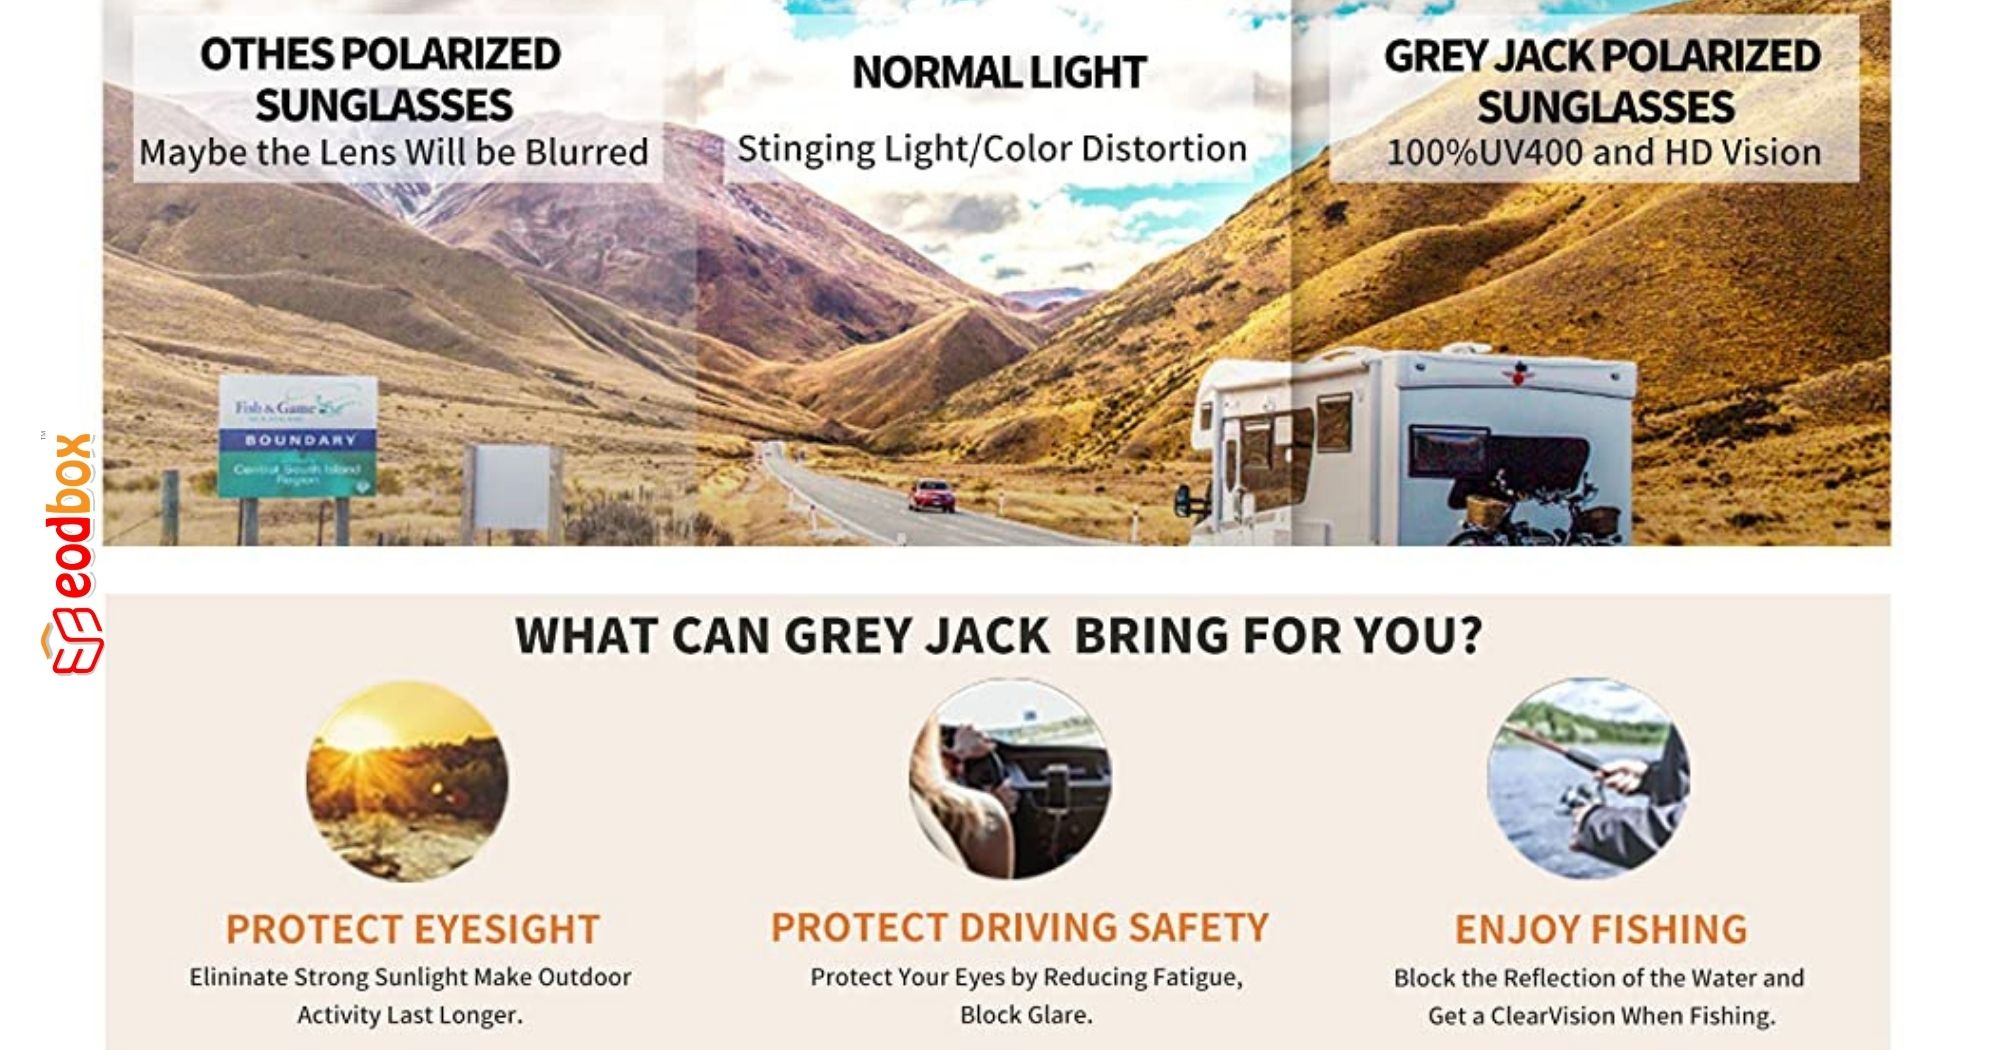 OTHES POLARIZED
SUNGLASSES
Maybe the Lens Will be Blurred
NORMAL LIGHT
Stinging Light/Color Distortion
GREY JACK POLARIZED
SUNGLASSES
100%UV400 and HD Vision
Fish & Game
BOUNDARY
Central South Island
Region
eodbox
TM
WHAT CAN GREY JACK BRING FOR YOU?
PROTECT EYESIGHT
Elininate Strong Sunlight Make Outdoor
Activity Last Longer.
PROTECT DRIVING SAFETY
Protect Your Eyes by Reducing Fatigue,
Block Glare.
ENJOY FISHING
Block the Reflection of the Water and
Get a ClearVision When Fishing.